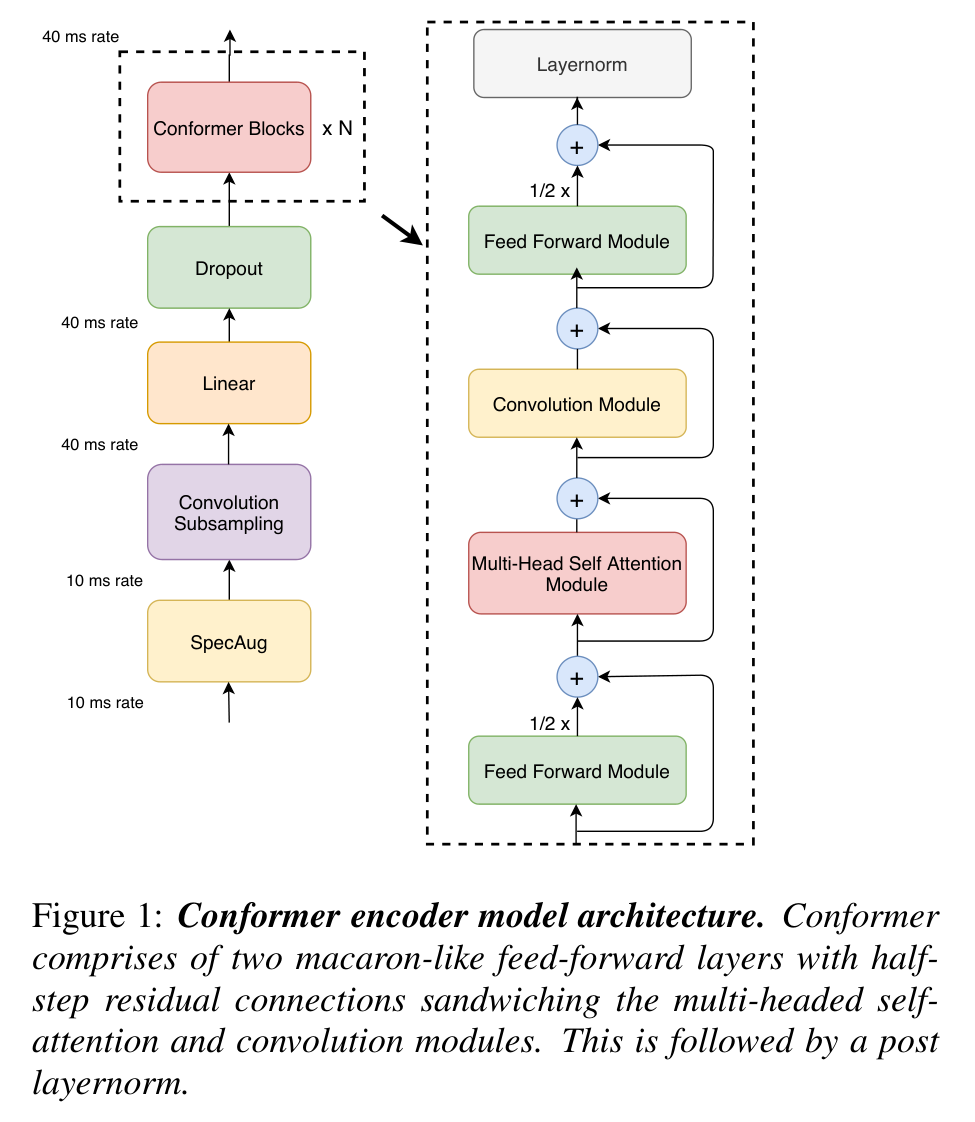 40 ms rate
Conformer Blocks
x N
Dropout
40 ms rate
Linear
40 ms rate
Convolution
Subsampling
10 ms rate
SpecAug
10 ms rate
Layernorm
+
1/2 x
Feed Forward Module
+
Convolution Module
+
Multi-Head Self Attention
Module
+
1/2 x
Feed Forward Module
Figure 1: Conformer encoder model architecture. Conformer
comprises of two macaron-like feed-forward layers with half-
step residual connections sandwiching the multi-headed self-
attention and convolution modules. This is followed by a post
layernorm.